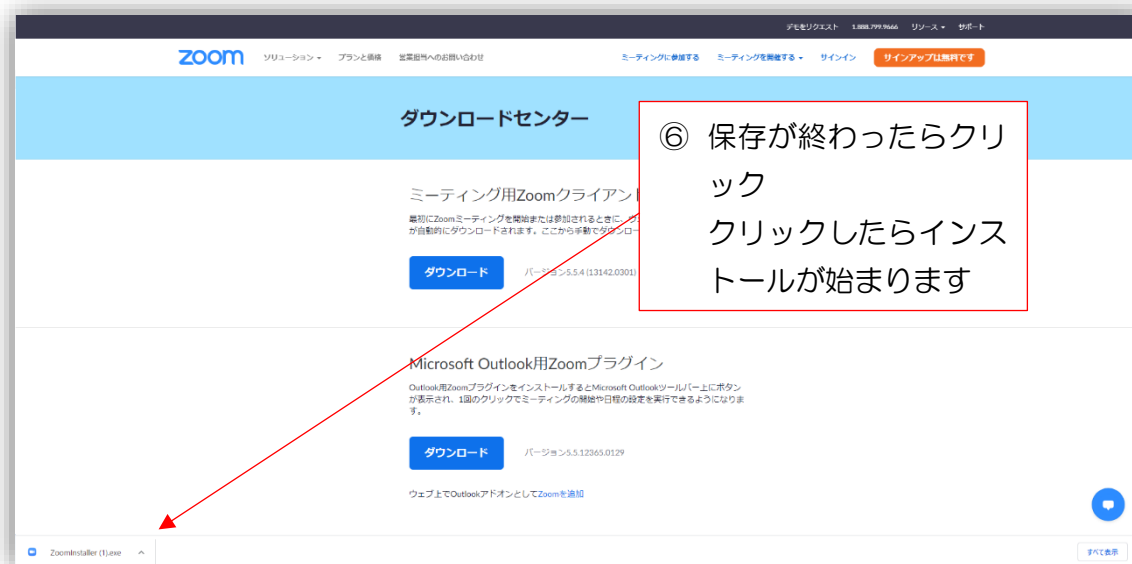 デモをリクエスト 1.888.799.9666 リソース サポート
zoom ソリューション プランと価格 営業担当へのお問い合わせ ミーティングに参加する ミーティングを開催する サインイン サインアップは無料です
ダウンロードセンター
⑥ 保存が終わったらクリ
ック
クリックしたらインス
トールが始まります
ミーティング用Zoomクライアント
最初にZoomミーティングを開始または参加されるときに、ウ
が自動的にダウンロードされます。ここから手動でダウンロー
ダウンロード バージョン5.5.4 (13142.0301)
Microsoft Outlook用Zoomプラグイン
Outlook用ZoomプラグインをインストールするとMicrosoft Outlookツールバー上にボタン
が表示され、1回のクリックでミーティングの開始や日程の設定を実行できるようになりま
す。
ダウンロード バージョン5.5.12365.0129
ウェブ上でOutlookアドオンとしてZoomを追加
ZoomInstaller (1).exe すべて表示